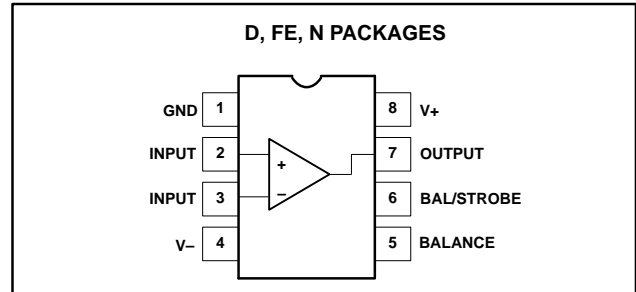 D, FE, N PACKAGES
GND 1 8 V+
INPUT 2 + 7 OUTPUT
INPUT 3 – 6 BAL/STROBE
V– 4 5 BALANCE